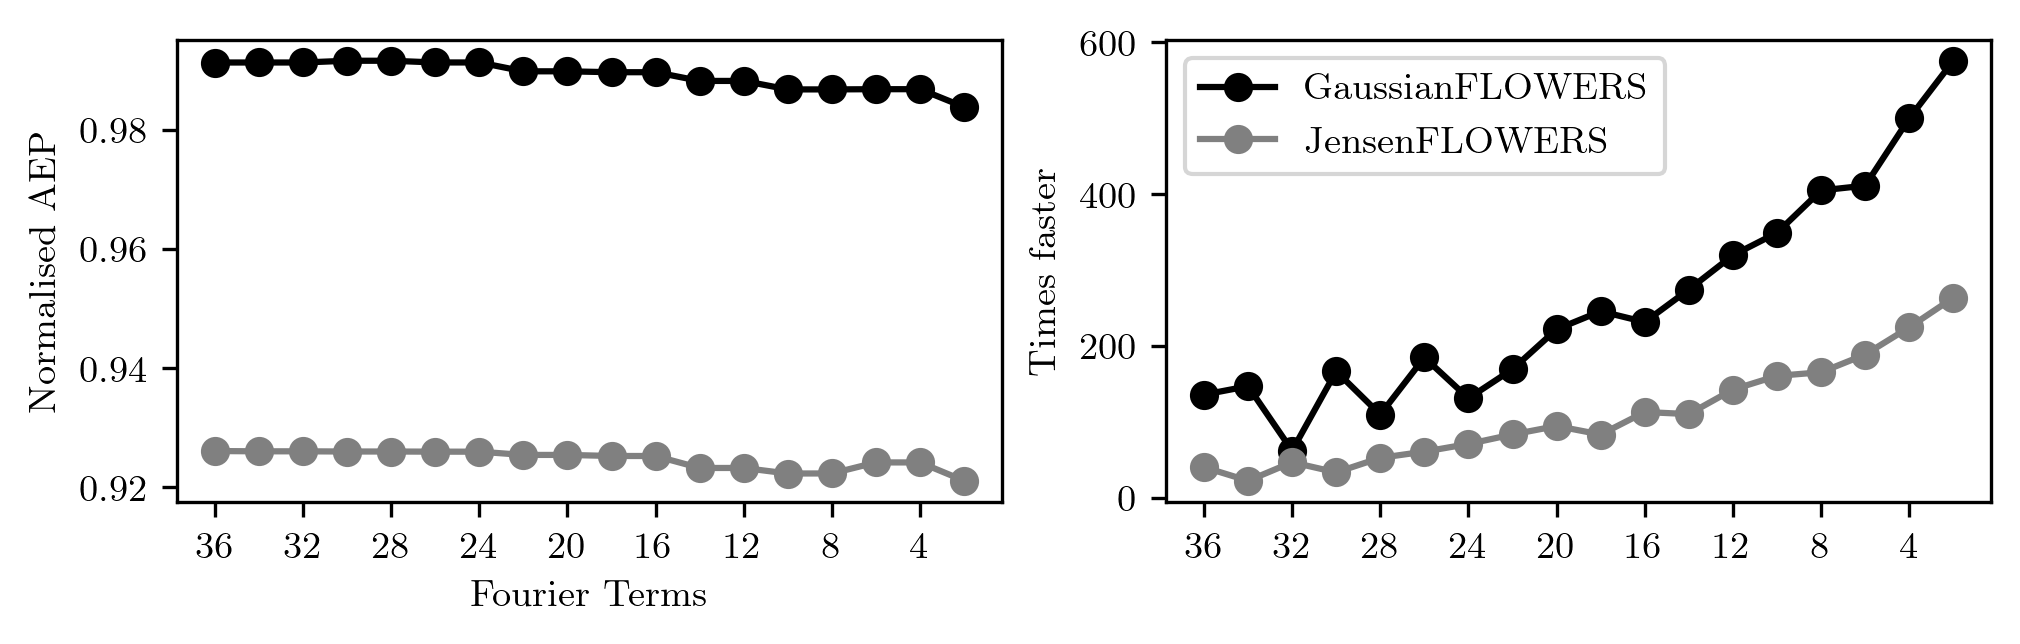 Normalised AEP
0.98
0.96
0.94
0.92
36 32 28 24 20 16 12 8 4
Fourier Terms
Times faster
600
400
200
0
GaussianFLOWERS
JensenFLOWERS
36 32 28 24 20 16 12 8 4